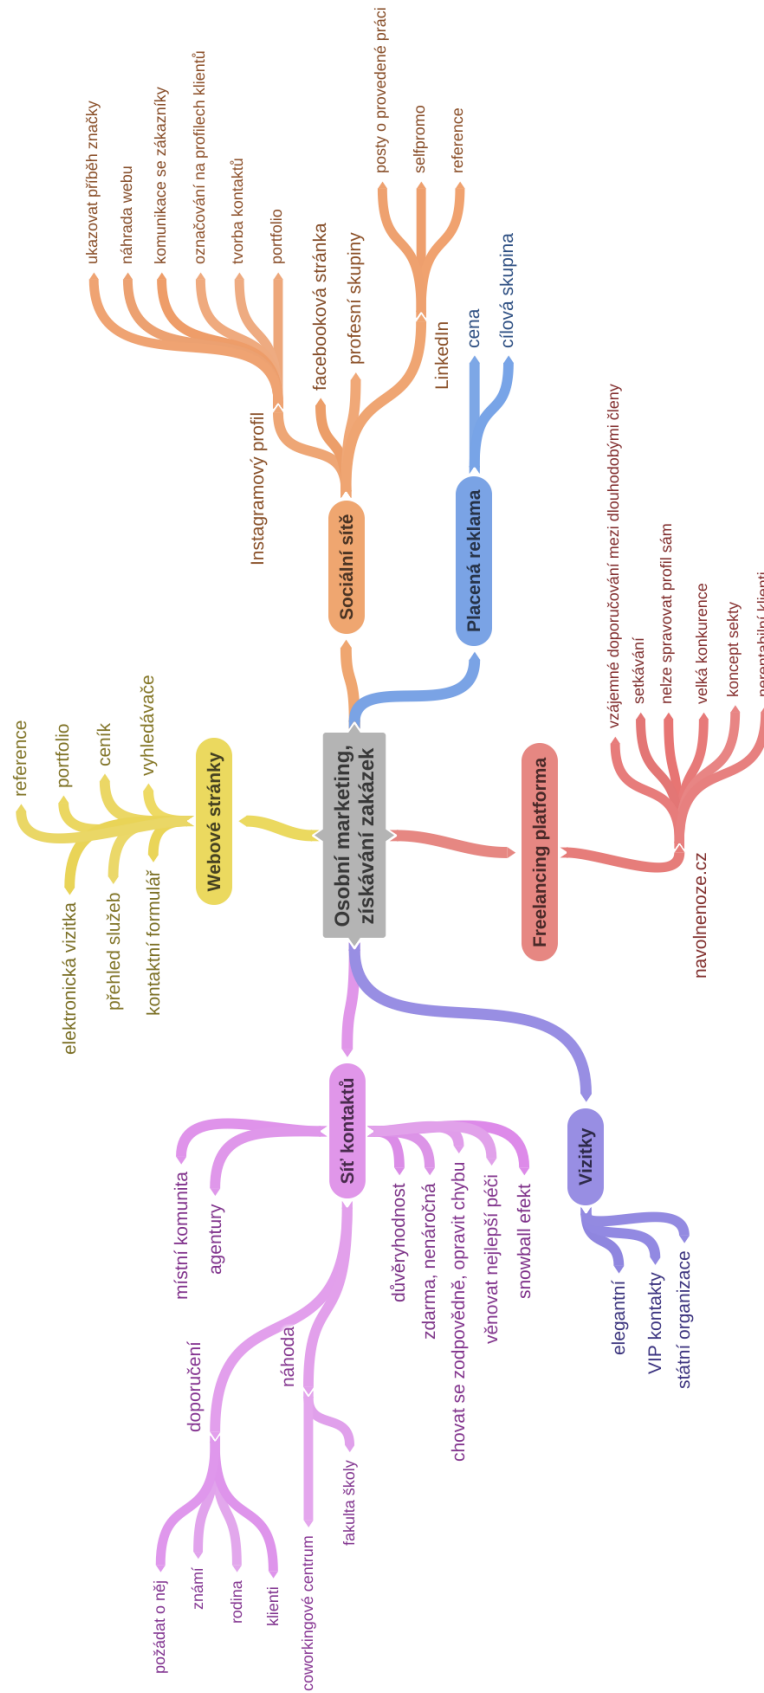 Osobní marketing,
získávání zakázek
Sociální sítě
Instagramový profil
ukazovat příběh značky
náhrada webu
komunikace se zákazníky
označování na profilech klientů
tvorba kontaktů
portfolio
facebooková stránka
profesní skupiny
LinkedIn
posty o provedené práci
selfpromo
reference
Placená reklama
cena
cílová skupina
Webové stránky
reference
portfolio
ceník
vyhledávače
elektronická vizitka
přehled služeb
kontaktní formulář
Freelancing platforma
navolnenoze.cz
vzájemné doporučování mezi dlouhodobými členy
setkávání
nelze spravovat profil sám
velká konkurence
koncept sekty
nerentabilní klienti
Síť kontaktů
místní komunita
agentury
doporučení
požádat o něj
známí
rodina
klienti
náhoda
coworkingové centrum
fakulta školy
důvěryhodnost
zdarma, nenáročná
chovat se zodpovědně, opravit chybu
věnovat nejlepší péči
snowball efekt
Vizitky
elegantní
VIP kontakty
státní organizace